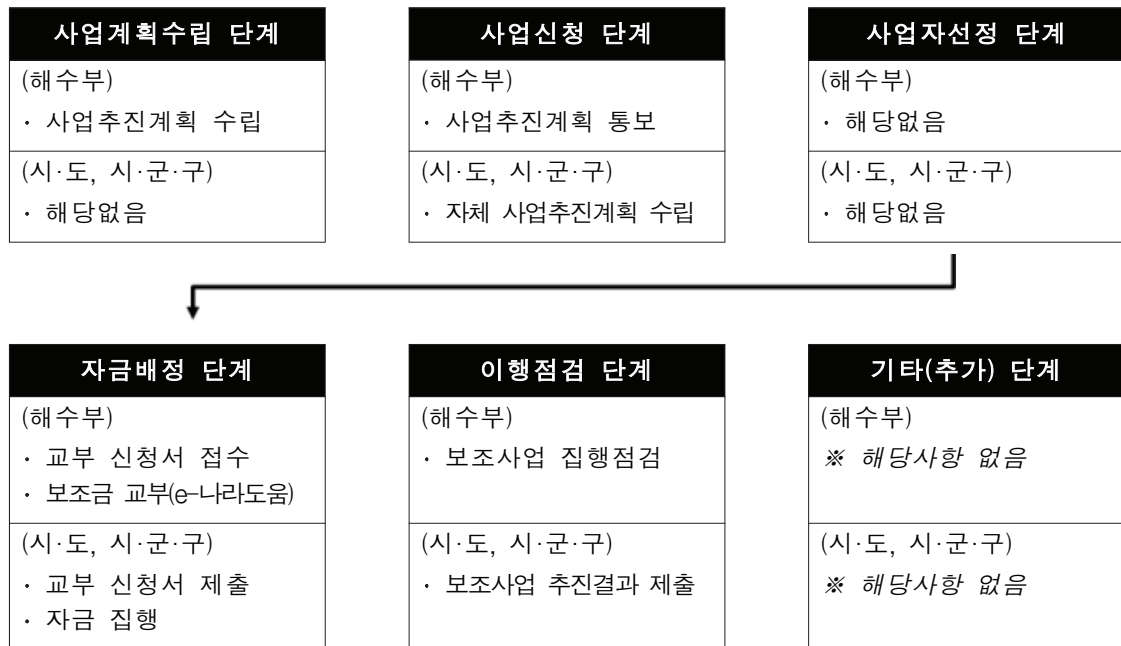 사업계획수립 단계
(해수부)
· 사업추진계획 수립
(시·도, 시·군·구)
· 해당없음
사업신청 단계
(해수부)
· 사업추진계획 통보
(시·도, 시·군·구)
· 자체 사업추진계획 수립
사업자선정 단계
(해수부)
· 해당없음
(시·도, 시·군·구)
· 해당없음
자금배정 단계
(해수부)
· 교부 신청서 접수
· 보조금 교부(e-나라도움)
(시·도, 시·군·구)
· 교부 신청서 제출
· 자금 집행
이행점검 단계
(해수부)
· 보조사업 집행점검
(시·도, 시·군·구)
· 보조사업 추진결과 제출
기타(추가) 단계
(해수부)
※ 해당사항 없음
(시·도, 시·군·구)
※ 해당사항 없음